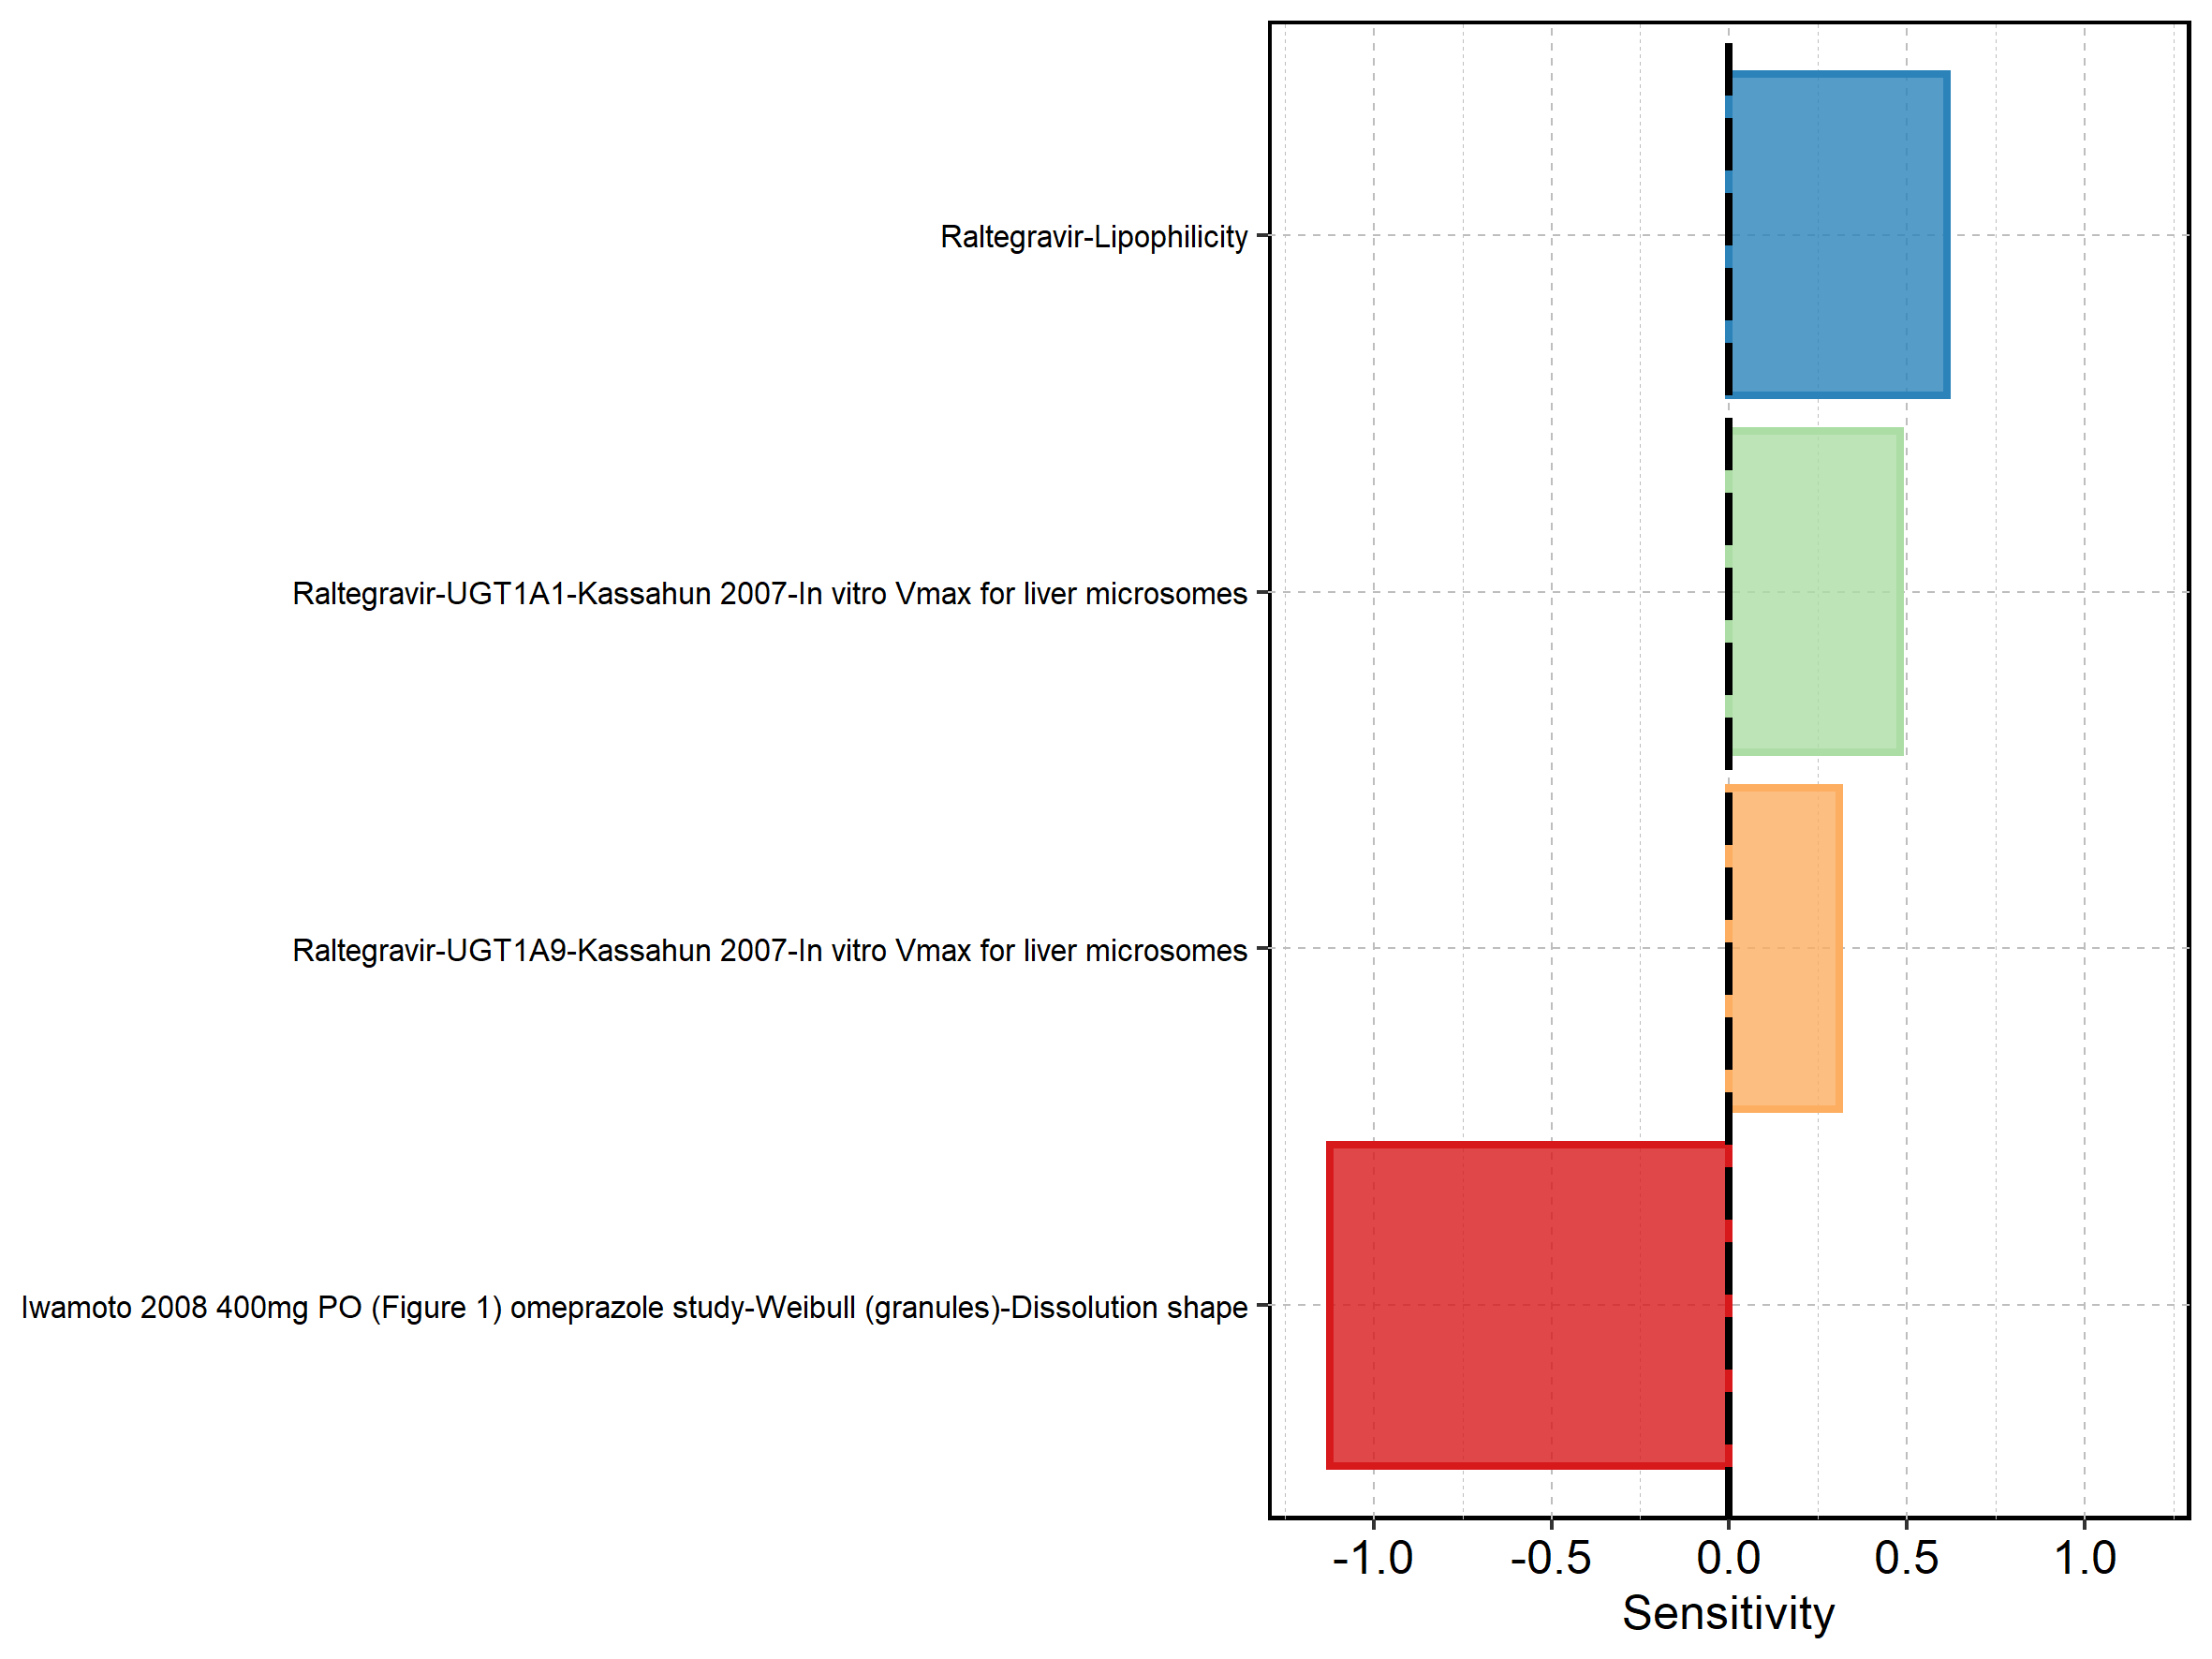 Raltegravir-Lipophilicity
Raltegravir-UGT1A1-Kassahun 2007-In vitro Vmax for liver microsomes
Raltegravir-UGT1A9-Kassahun 2007-In vitro Vmax for liver microsomes
Iwamoto 2008 400mg PO (Figure 1) omeprazole study-Weibull (granules)-Dissolution shape
-1.0 -0.5 0.0 0.5 1.0
Sensitivity